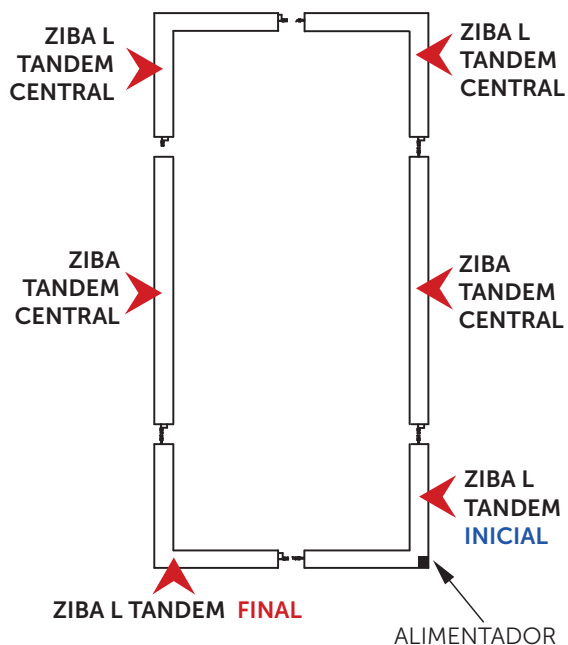 ZIBA L
TANDEM
CENTRAL
ZIBA L
TANDEM
CENTRAL
ZIBA
TANDEM
CENTRAL
ZIBA
TANDEM
CENTRAL
ZIBA L
TANDEM
INICIAL
ZIBA L TANDEM FINAL
ALIMENTADOR